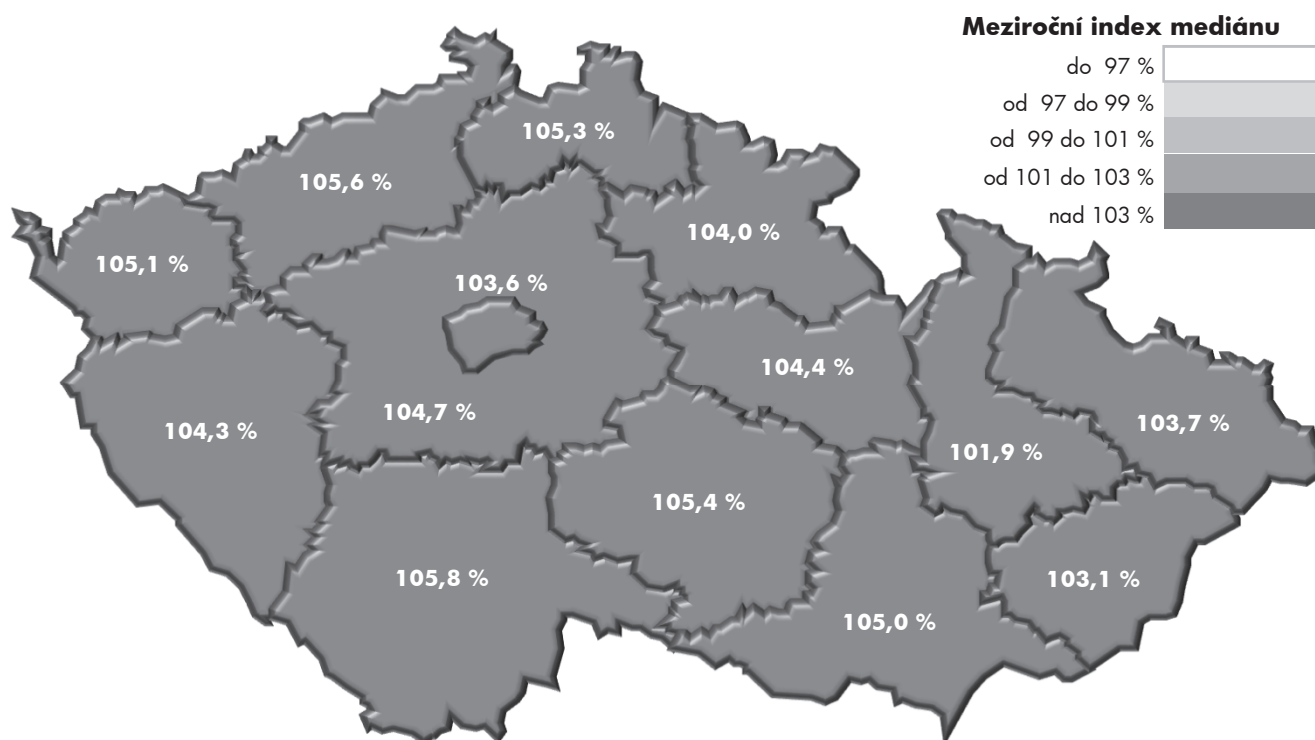 Meziroční index mediánu
do 97 %
od 97 do 99 %
od 99 do 101 %
od 101 do 103 %
nad 103 %
105,3 %
105,6 %
104,0 %
105,1 %
103,6 %
104,4 %
104,7 %
103,7 %
104,3 %
101,9 %
105,4 %
105,8 %
103,1 %
105,0 %